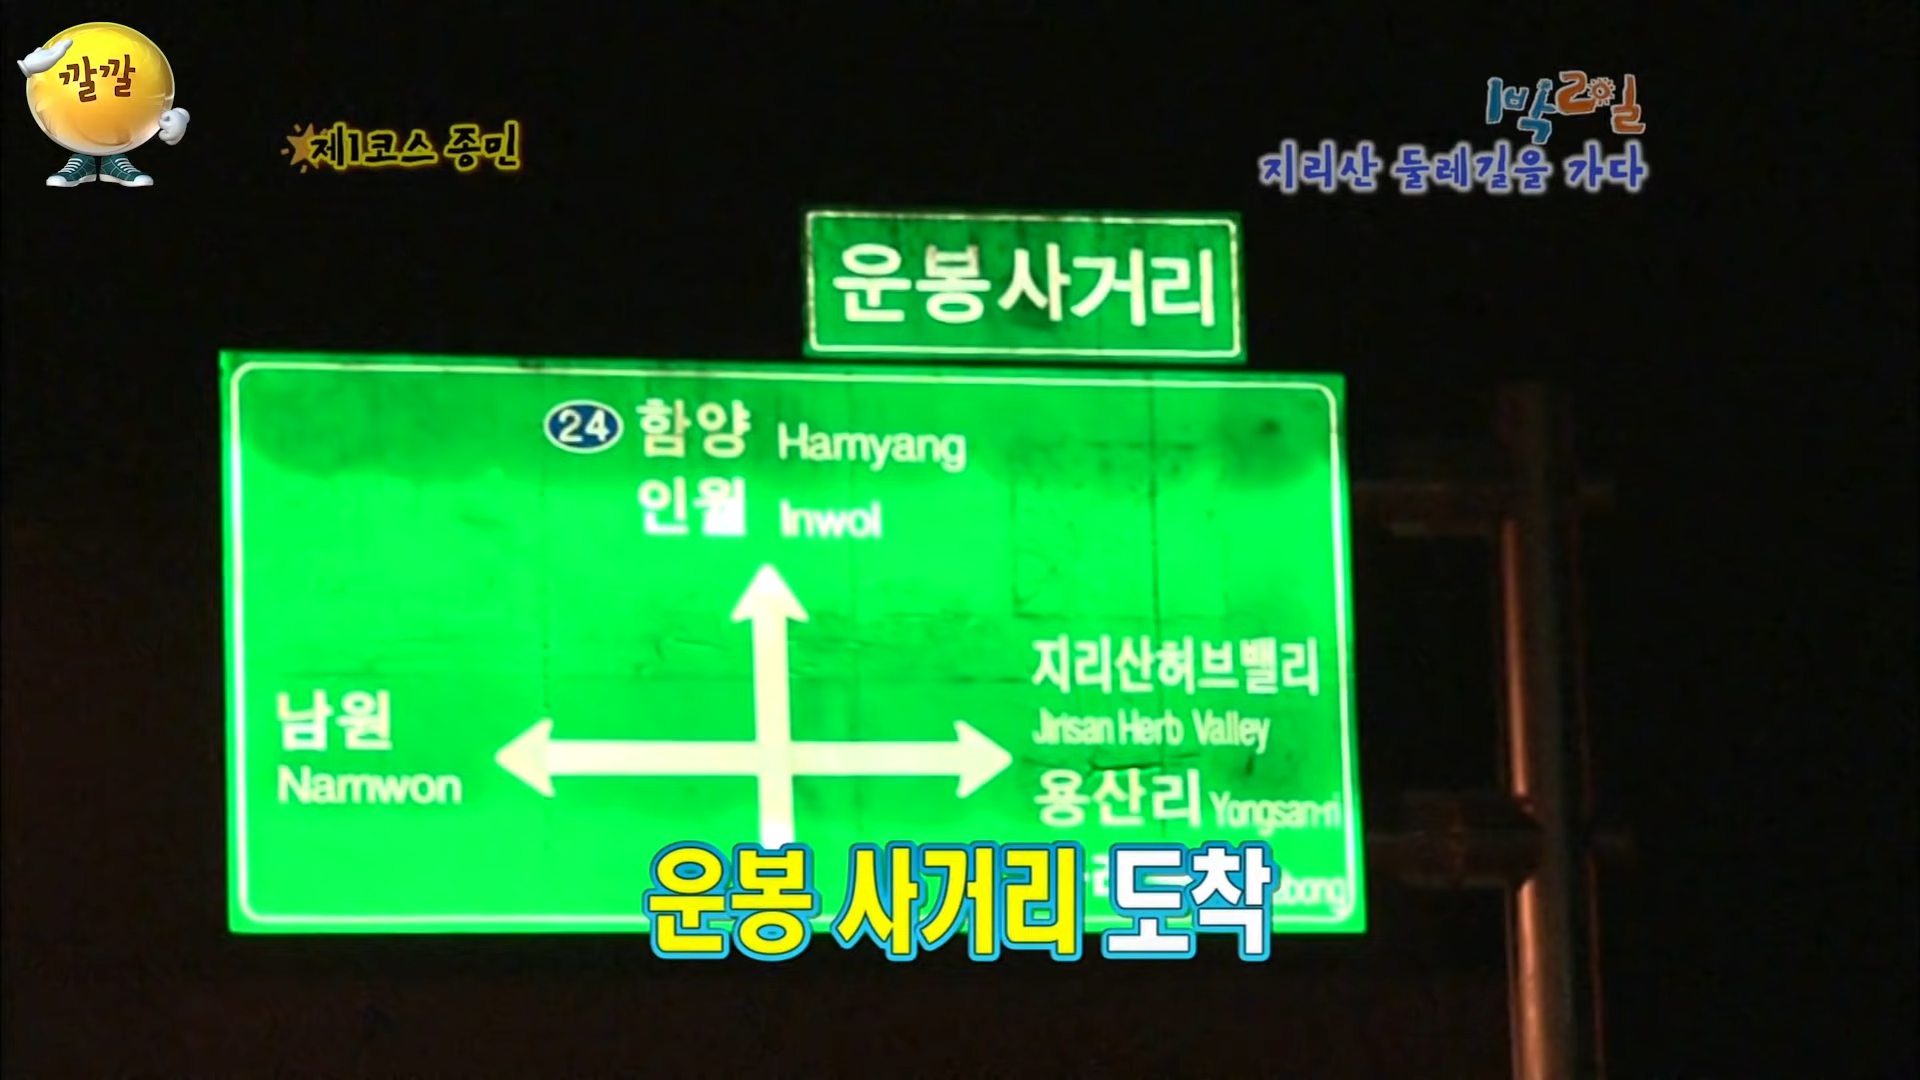 깔깔
1박2일
제1코스 종민
지리산 둘레길을 가다
운봉사거리
24 함양 Hamyang
인월 Inwol
지리산허브밸리
Jirisan Herb Valley
남원
Namwon
용산리 Yongsan-ri
운봉 사거리 도착